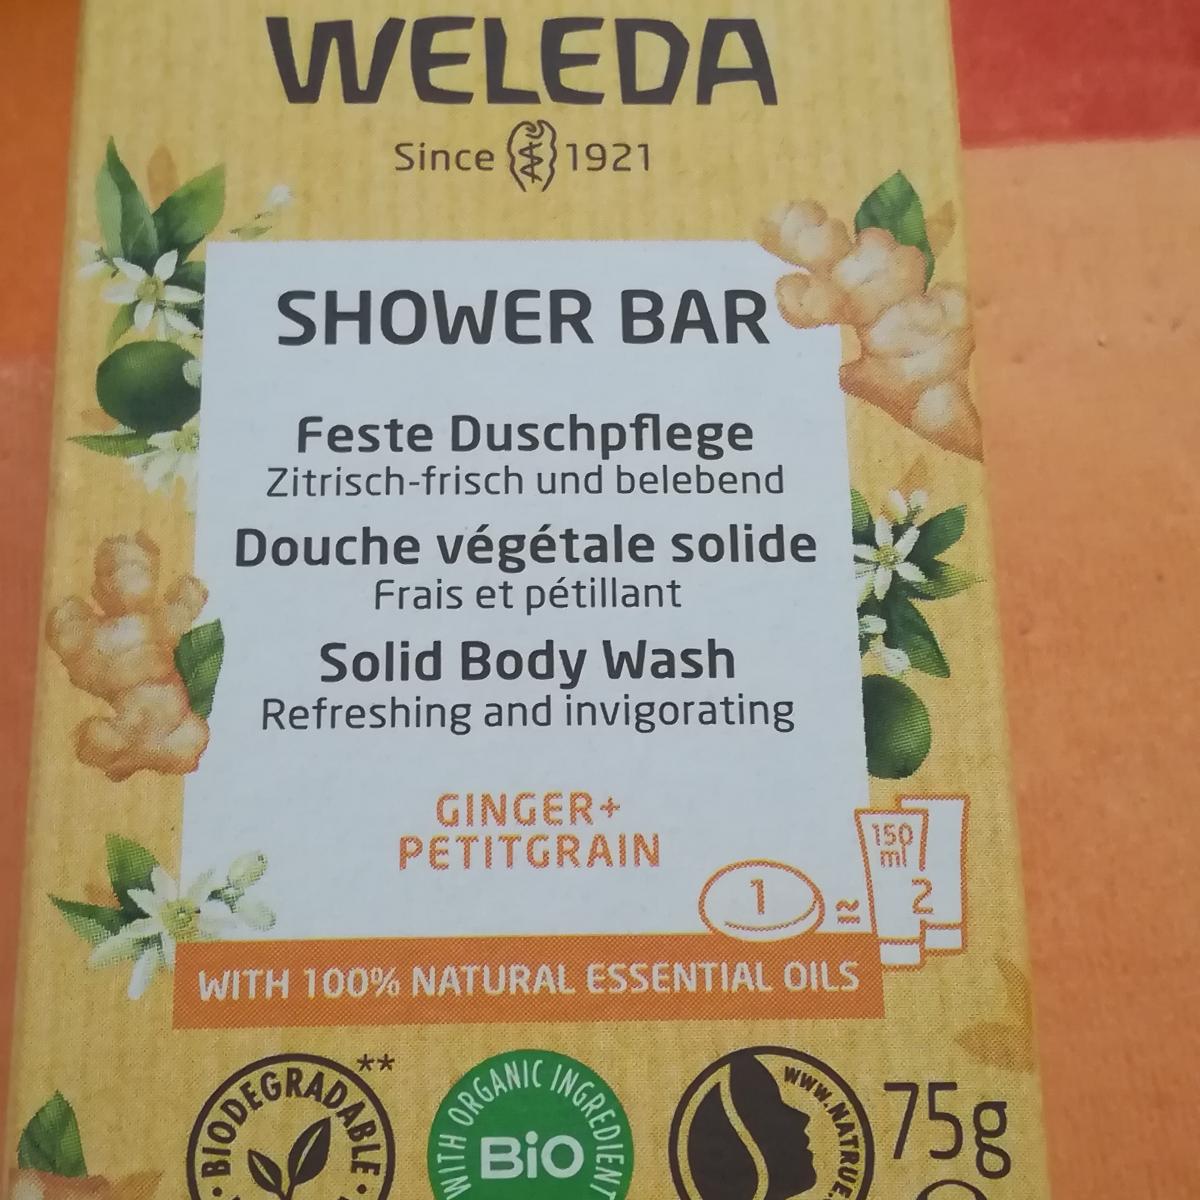 WELEDA
Since 1921
SHOWER BAR
Feste Duschpflege
Zitrisch-frisch und belebend
Douche végétale solide
Frais et pétillant
Solid Body Wash
Refreshing and invigorating
GINGER+
PETITGRAIN
150
ml
1 ≅ 2
WITH 100% NATURAL ESSENTIAL OILS
BIODEGRADABLE **
WITH ORGANIC INGREDIENT
BiO
WWW.NATRUE.
75g